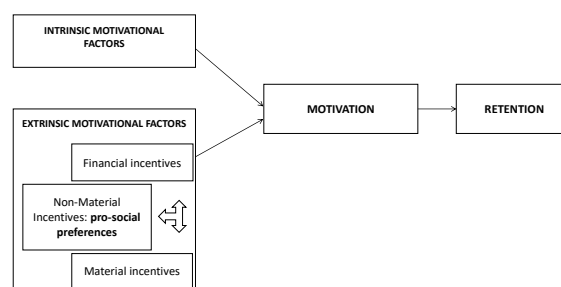 INTRINSIC MOTIVATIONAL
FACTORS
MOTIVATION
RETENTION
EXTRINSIC MOTIVATIONAL FACTORS
Financial incentives
Non-Material
Incentives: pro-social
preferences
Material incentives